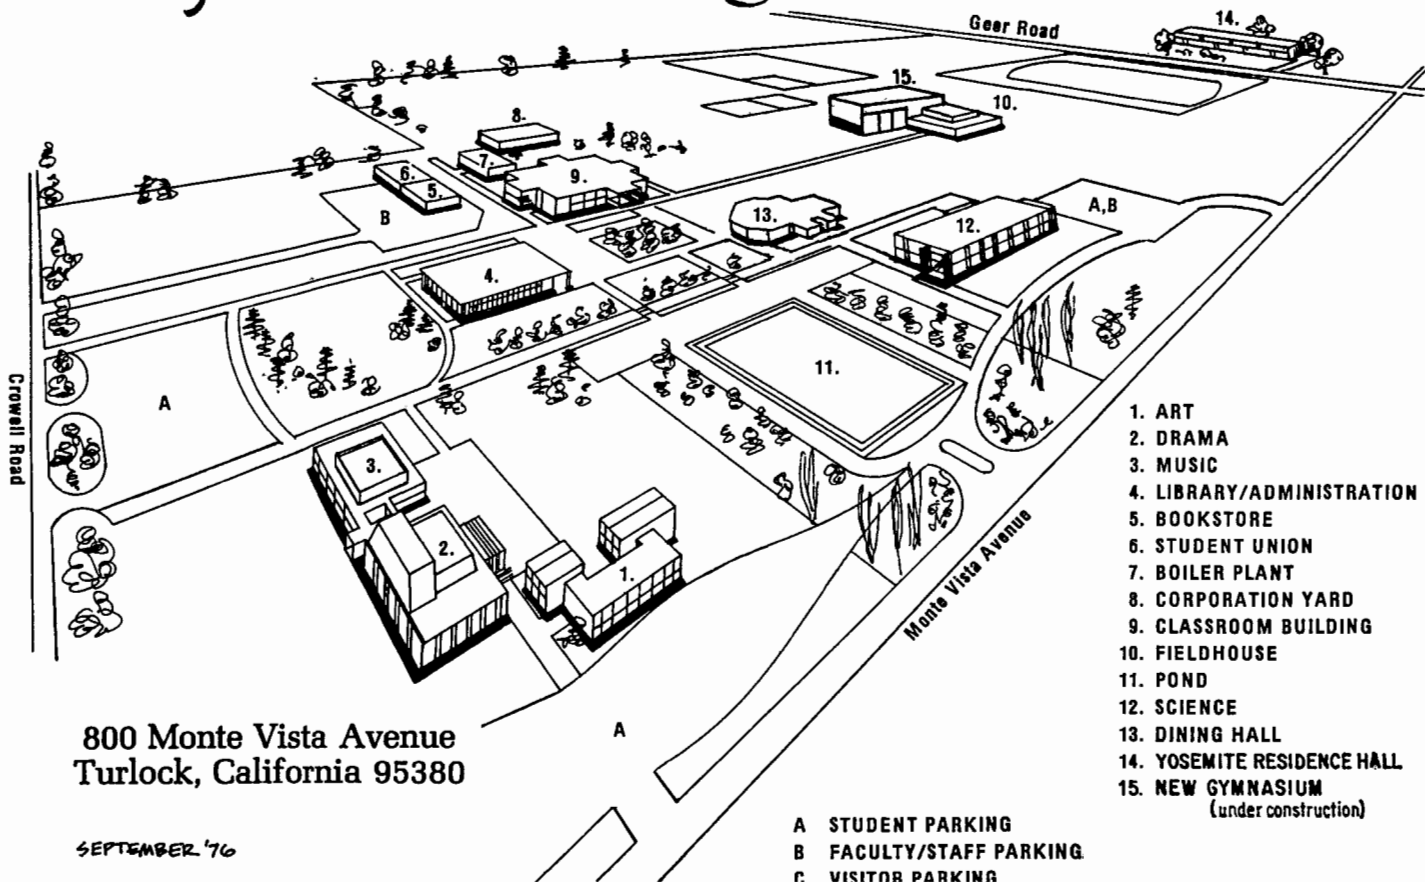 Geer Road
14.
15.
10.
8.
7.
9.
6.
5.
B
13.
12.
A,B
4.
11.
A
Crowell Road
3.
2.
1.
Monte Vista Avenue
A
1. ART
2. DRAMA
3. MUSIC
4. LIBRARY/ADMINISTRATION
5. BOOKSTORE
6. STUDENT UNION
7. BOILER PLANT
8. CORPORATION YARD
9. CLASSROOM BUILDING
10. FIELDHOUSE
11. POND
12. SCIENCE
13. DINING HALL
14. YOSEMITE RESIDENCE HALL
15. NEW GYMNASIUM
(under construction)
800 Monte Vista Avenue
Turlock, California 95380
SEPTEMBER '76
A STUDENT PARKING
B FACULTY/STAFF PARKING
C VISITOR PARKING